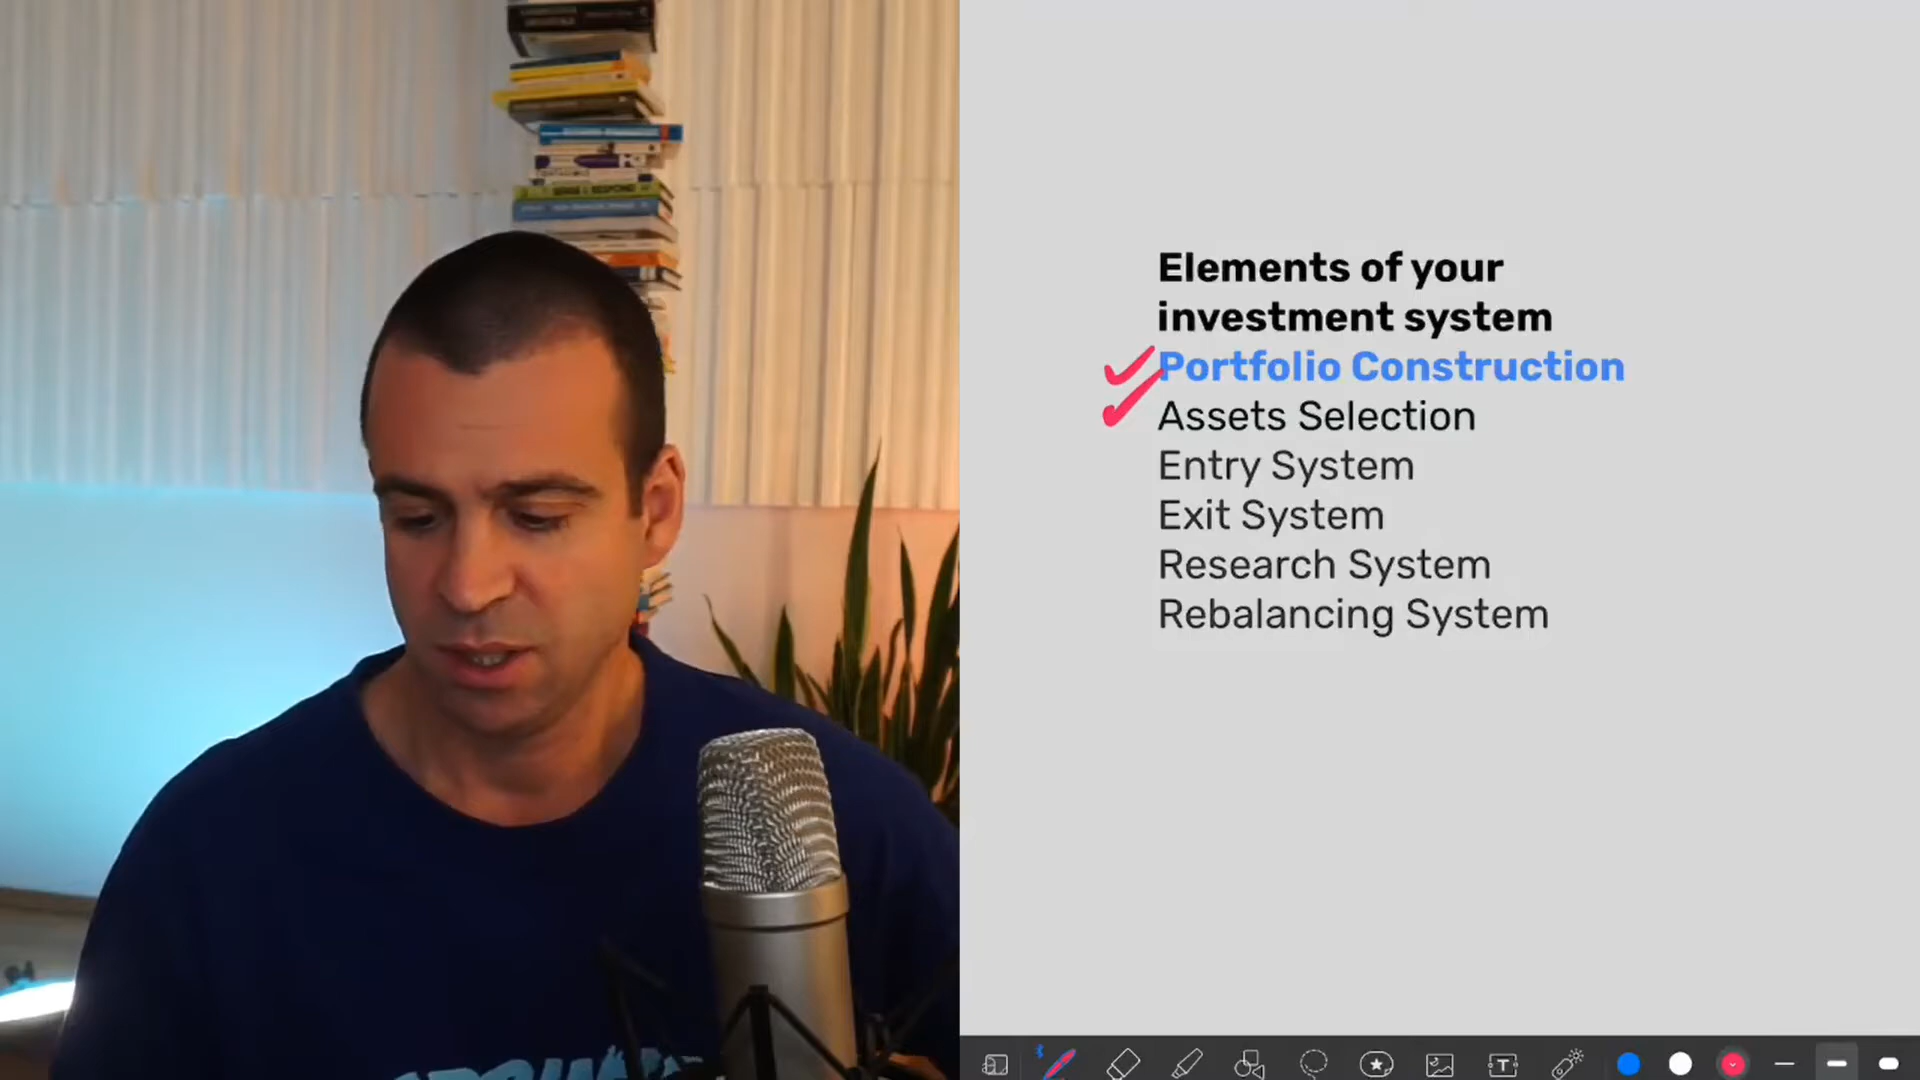 Elements of your
investment system
Portfolio Construction
Assets Selection
Entry System
Exit System
Research System
Rebalancing System